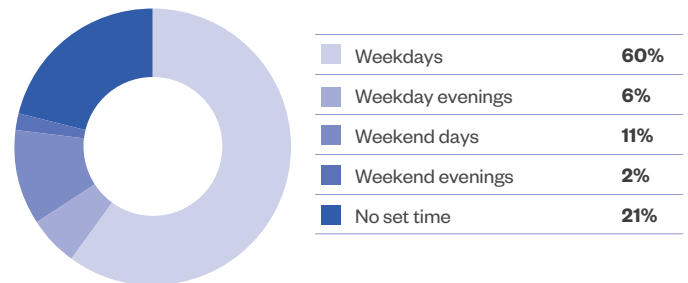 Weekdays 60%
Weekday evenings 6%
Weekend days 11%
Weekend evenings 2%
No set time 21%